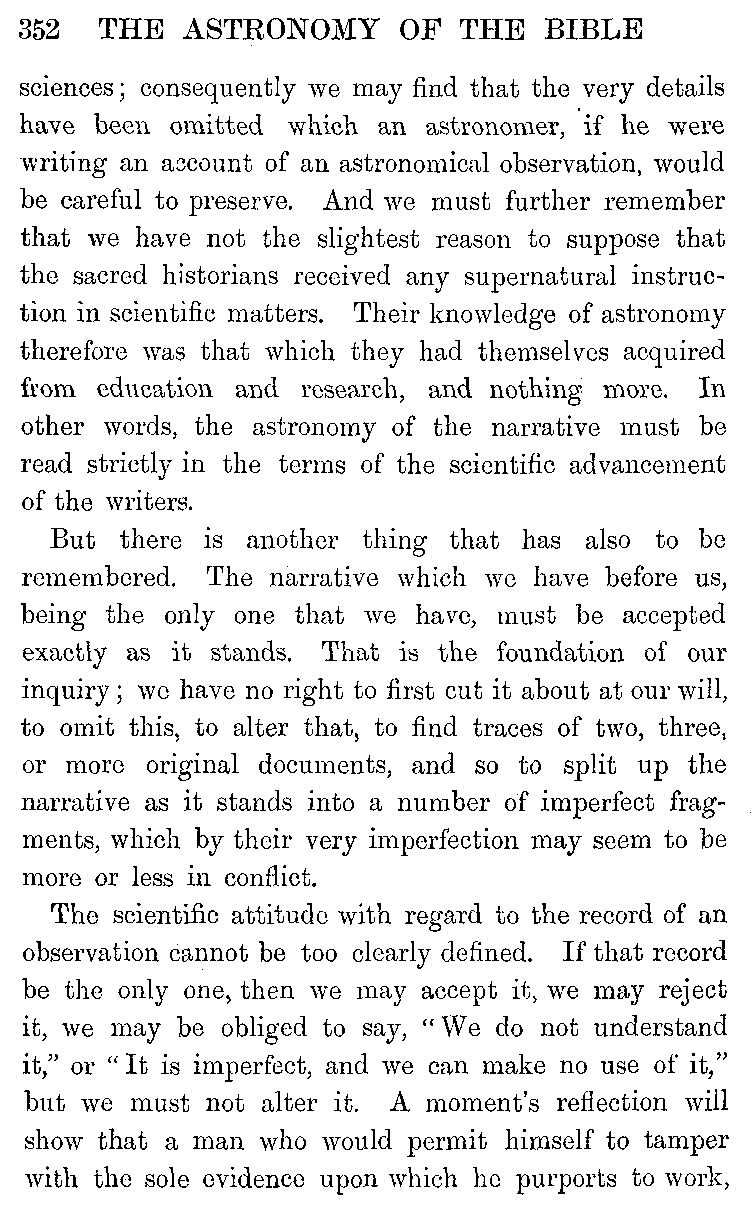 352 THE ASTRONOMY OF THE BIBLE
sciences; consequently we may find that the very details
have been omitted which an astronomer, if he were
writing an account of an astronomical observation, would
be careful to preserve. And we must further remember
that we have not the slightest reason to suppose that
the sacred historians received any supernatural instruc-
tion in scientific matters. Their knowledge of astronomy
therefore was that which they had themselves acquired
from education and research, and nothing more. In
other words, the astronomy of the narrative must be
read strictly in the terms of the scientific advancement
of the writers.
But there is another thing that has also to be
remembered. The narrative which we have before us,
being the only one that we have, must be accepted
exactly as it stands. That is the foundation of our
inquiry; we have no right to first cut it about at our will,
to omit this, to alter that, to find traces of two, three,
or more original documents, and so to split up the
narrative as it stands into a number of imperfect frag-
ments, which by their very imperfection may seem to be
more or less in conflict.
The scientific attitude with regard to the record of an
observation cannot be too clearly defined. If that record
be the only one, then we may accept it, we may reject
it, we may be obliged to say, "We do not understand
it," or "It is imperfect, and we can make no use of it,"
but we must not alter it. A moment's reflection will
show that a man who would permit himself to tamper
with the sole evidence upon which he purports to work,